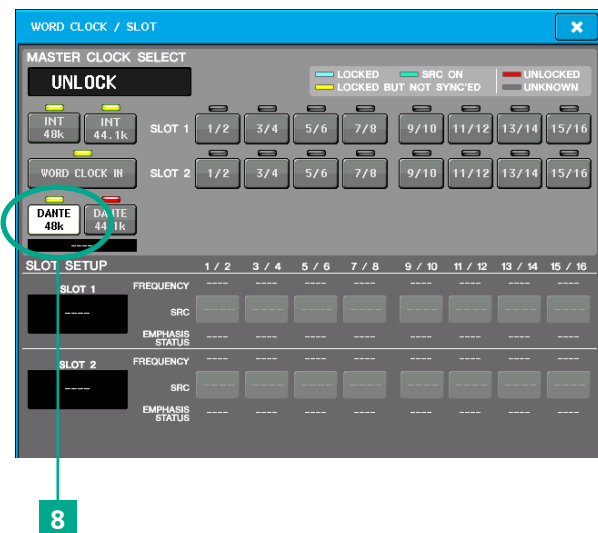 WORD CLOCK / SLOT
MASTER CLOCK SELECT
UNLOCK
LOCKED SRC ON UNLOCKED
LOCKED BUT NOT SYNC'ED UNKNOWN
INT 48k INT 44.1k SLOT 1 1/2 3/4 5/6 7/8 9/10 11/12 13/14 15/16
WORD CLOCK IN SLOT 2 1/2 3/4 5/6 7/8 9/10 11/12 13/14 15/16
DANTE 48k DANTE 44.1k
----
SLOT SETUP 1 / 2 3 / 4 5 / 6 7 / 8 9 / 10 11 / 12 13 / 14 15 / 16
SLOT 1 FREQUENCY ---- ---- ---- ---- ---- ---- ---- ----
---- SRC ---- ---- ---- ---- ---- ---- ---- ----
EMPHASIS STATUS ---- ---- ---- ---- ---- ---- ---- ----
SLOT 2 FREQUENCY ---- ---- ---- ---- ---- ---- ---- ----
---- SRC ---- ---- ---- ---- ---- ---- ---- ----
EMPHASIS STATUS ---- ---- ---- ---- ---- ---- ---- ----
8